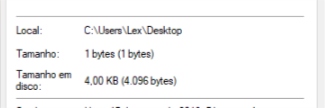 Local: C:\Users\Lex\Desktop
Tamanho: 1 bytes (1 bytes)
Tamanho em disco: 4,00 KB (4.096 bytes)